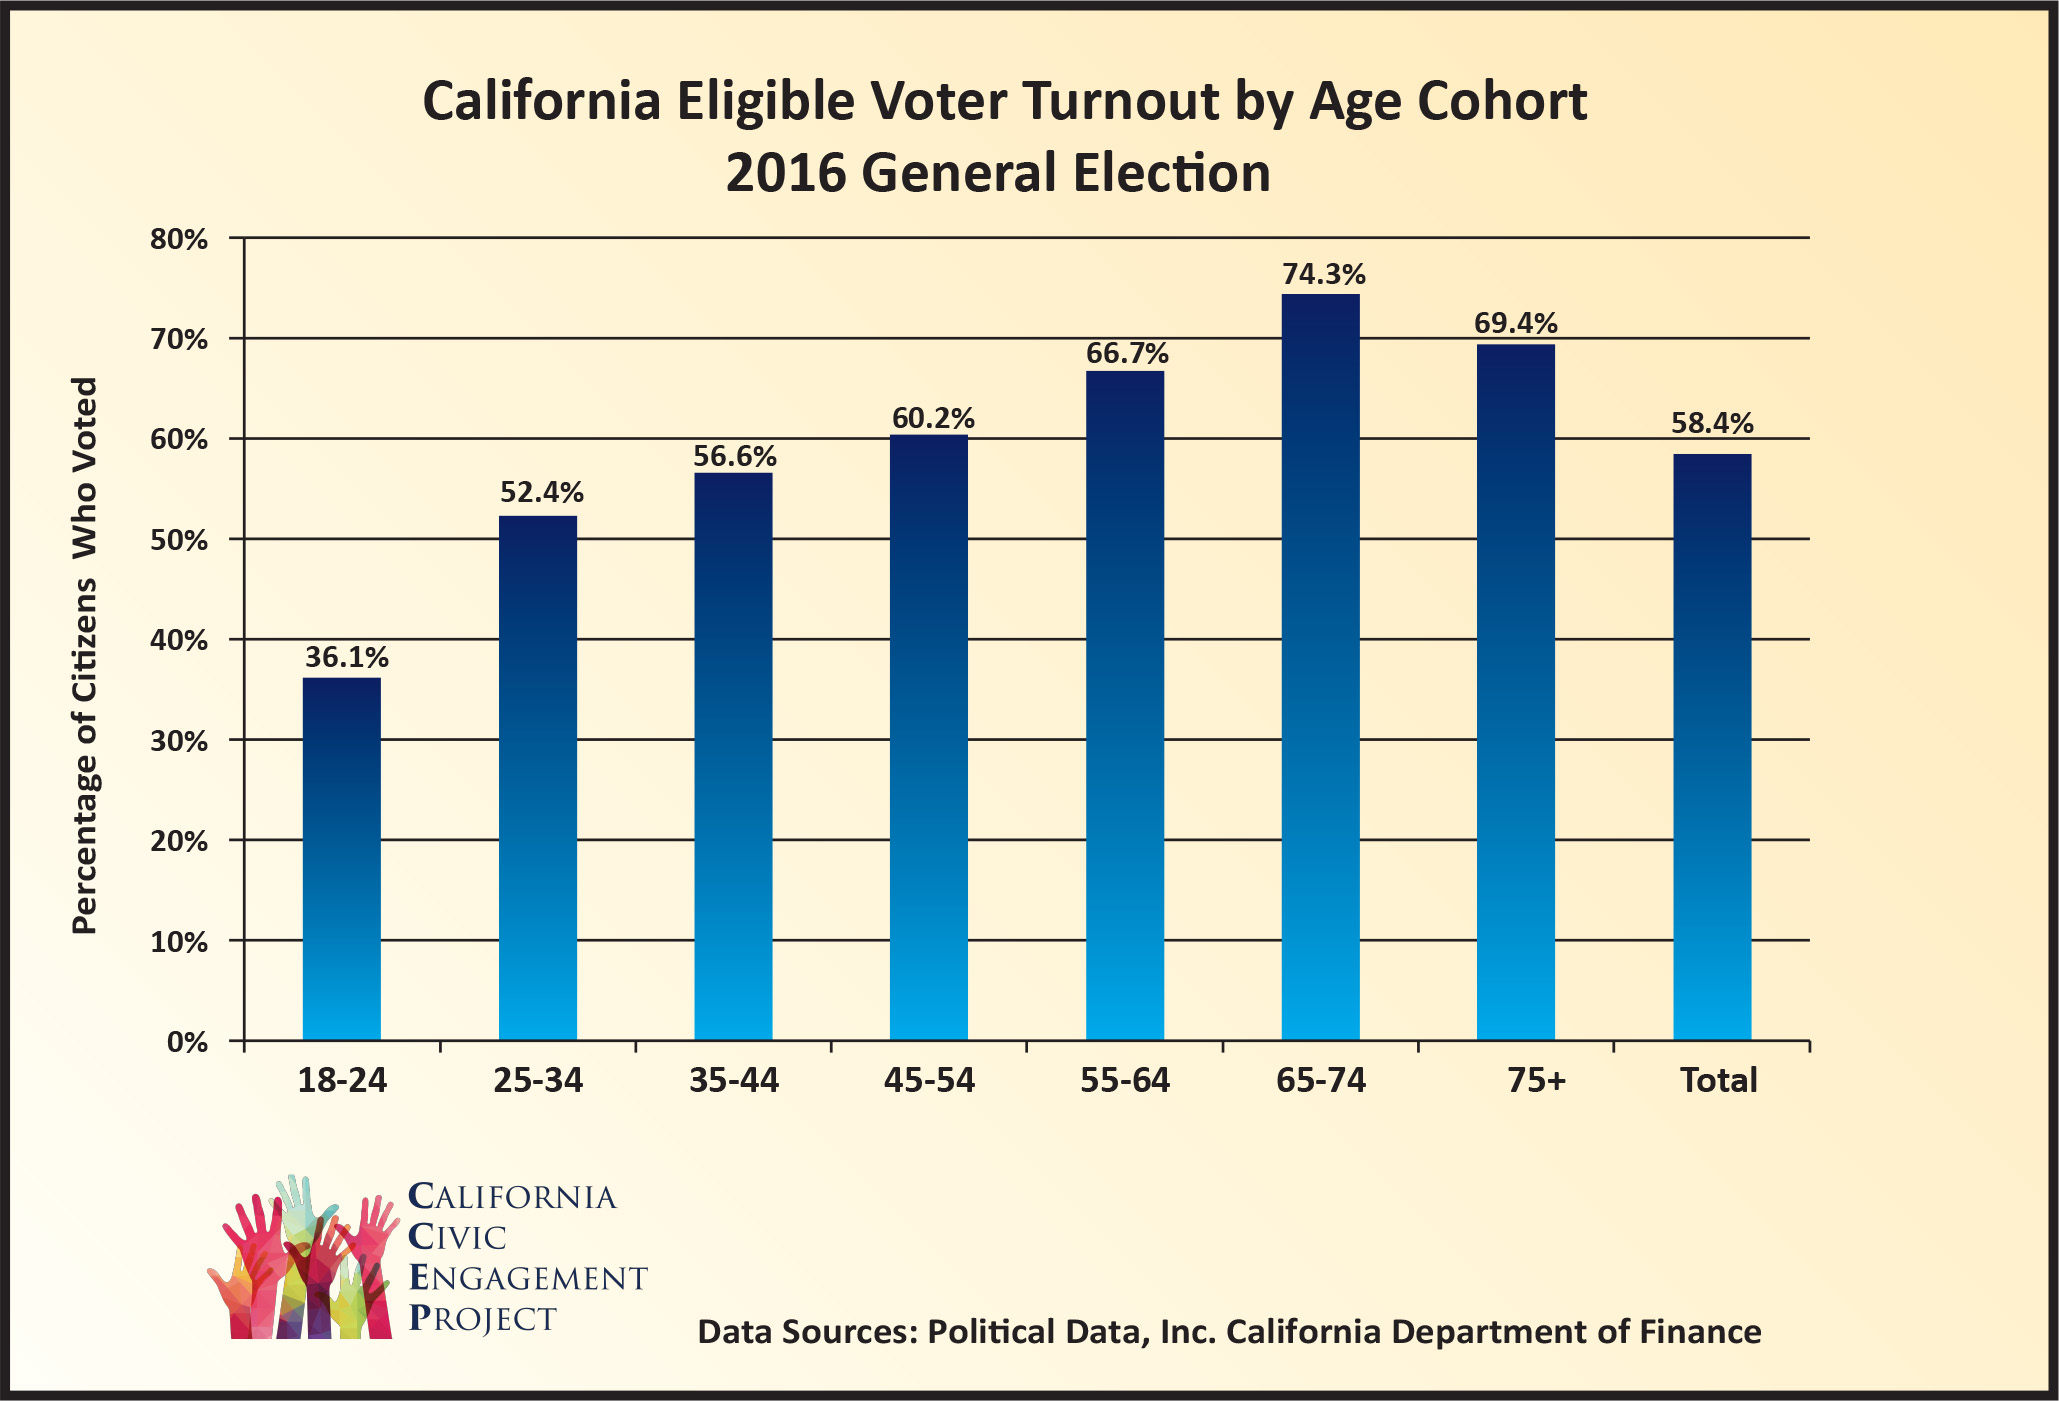 California Eligible Voter Turnout by Age Cohort
2016 General Election
Percentage of Citizens Who Voted
80%
70%
60%
50%
40%
30%
20%
10%
0%
36.1%
52.4%
56.6%
60.2%
66.7%
74.3%
69.4%
58.4%
18-24 25-34 35-44 45-54 55-64 65-74 75+ Total
CALIFORNIA
CIVIC
ENGAGEMENT
PROJECT
Data Sources: Political Data, Inc. California Department of Finance